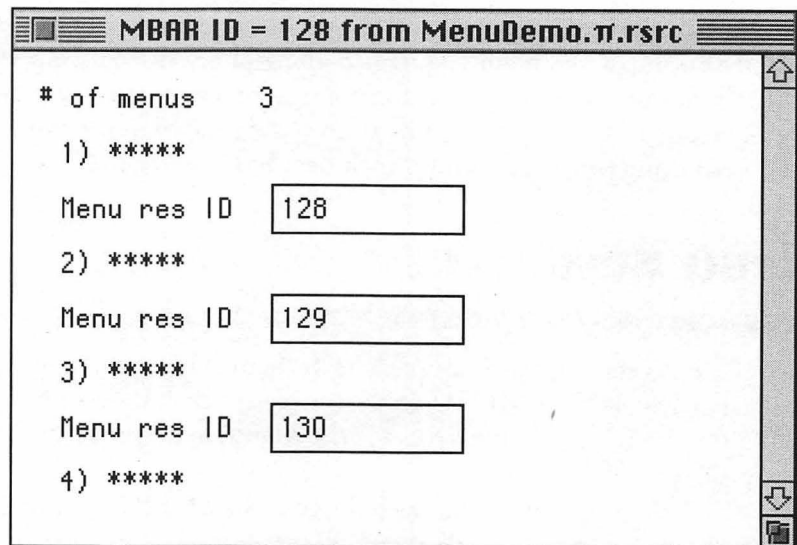 MBAR ID = 128 from MenuDemo.π.rsrc
# of menus 3
1) *****
Menu res ID 128
2) *****
Menu res ID 129
3) *****
Menu res ID 130
4) *****